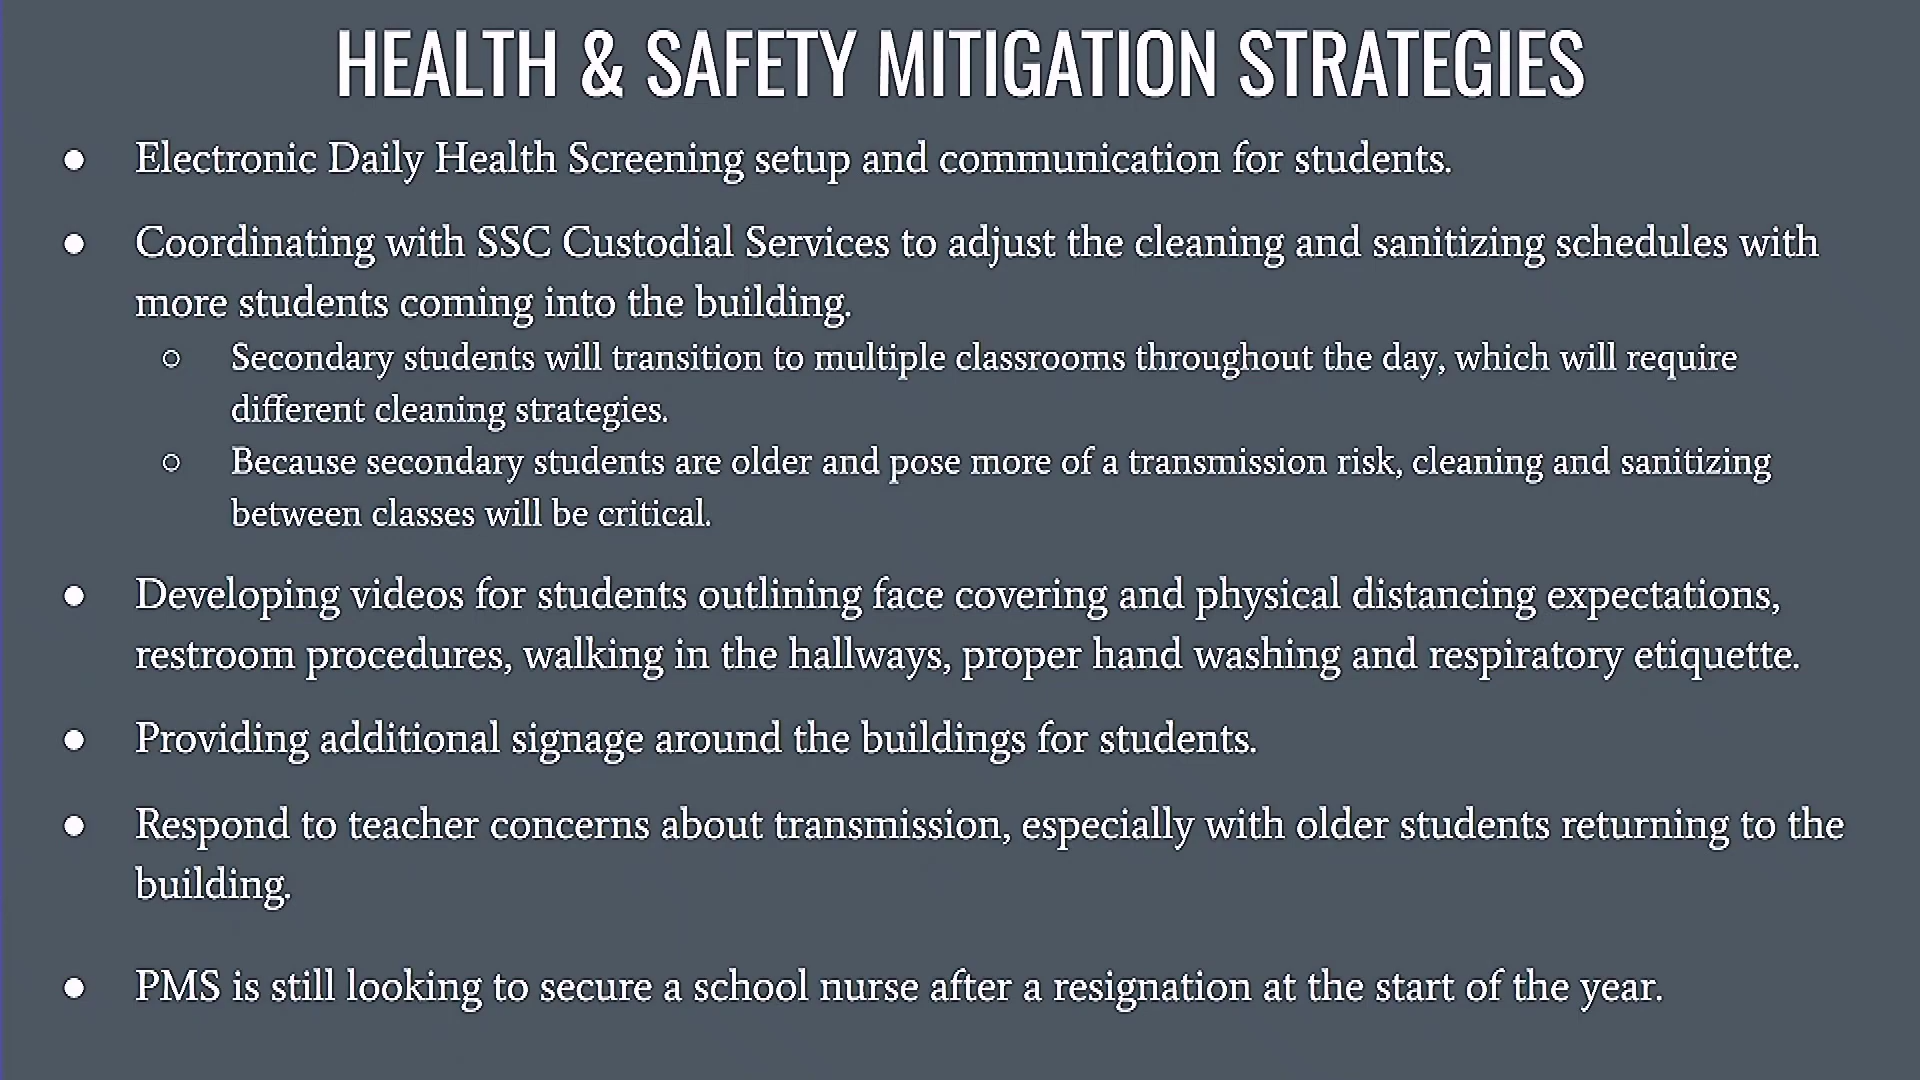 HEALTH & SAFETY MITIGATION STRATEGIES
● Electronic Daily Health Screening setup and communication for students.
● Coordinating with SSC Custodial Services to adjust the cleaning and sanitizing schedules with
more students coming into the building.
○ Secondary students will transition to multiple classrooms throughout the day, which will require
different cleaning strategies.
○ Because secondary students are older and pose more of a transmission risk, cleaning and sanitizing
between classes will be critical.
● Developing videos for students outlining face covering and physical distancing expectations,
restroom procedures, walking in the hallways, proper hand washing and respiratory etiquette.
● Providing additional signage around the buildings for students.
● Respond to teacher concerns about transmission, especially with older students returning to the
building.
● PMS is still looking to secure a school nurse after a resignation at the start of the year.